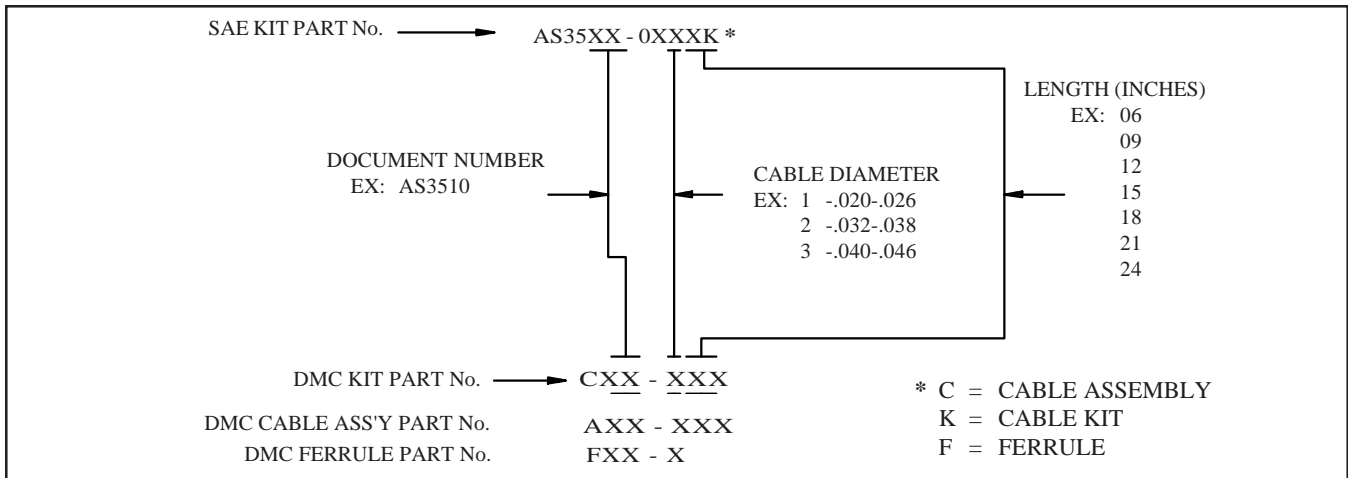 SAE KIT PART No.
AS35XX - 0XXXK *
DOCUMENT NUMBER
EX: AS3510
CABLE DIAMETER
EX: 1 -.020-.026
2 -.032-.038
3 -.040-.046
LENGTH (INCHES)
EX: 06
09
12
15
18
21
24
DMC KIT PART No.
CXX - XXX
DMC CABLE ASS'Y PART No.
AXX - XXX
DMC FERRULE PART No.
FXX - X
* C = CABLE ASSEMBLY
K = CABLE KIT
F = FERRULE